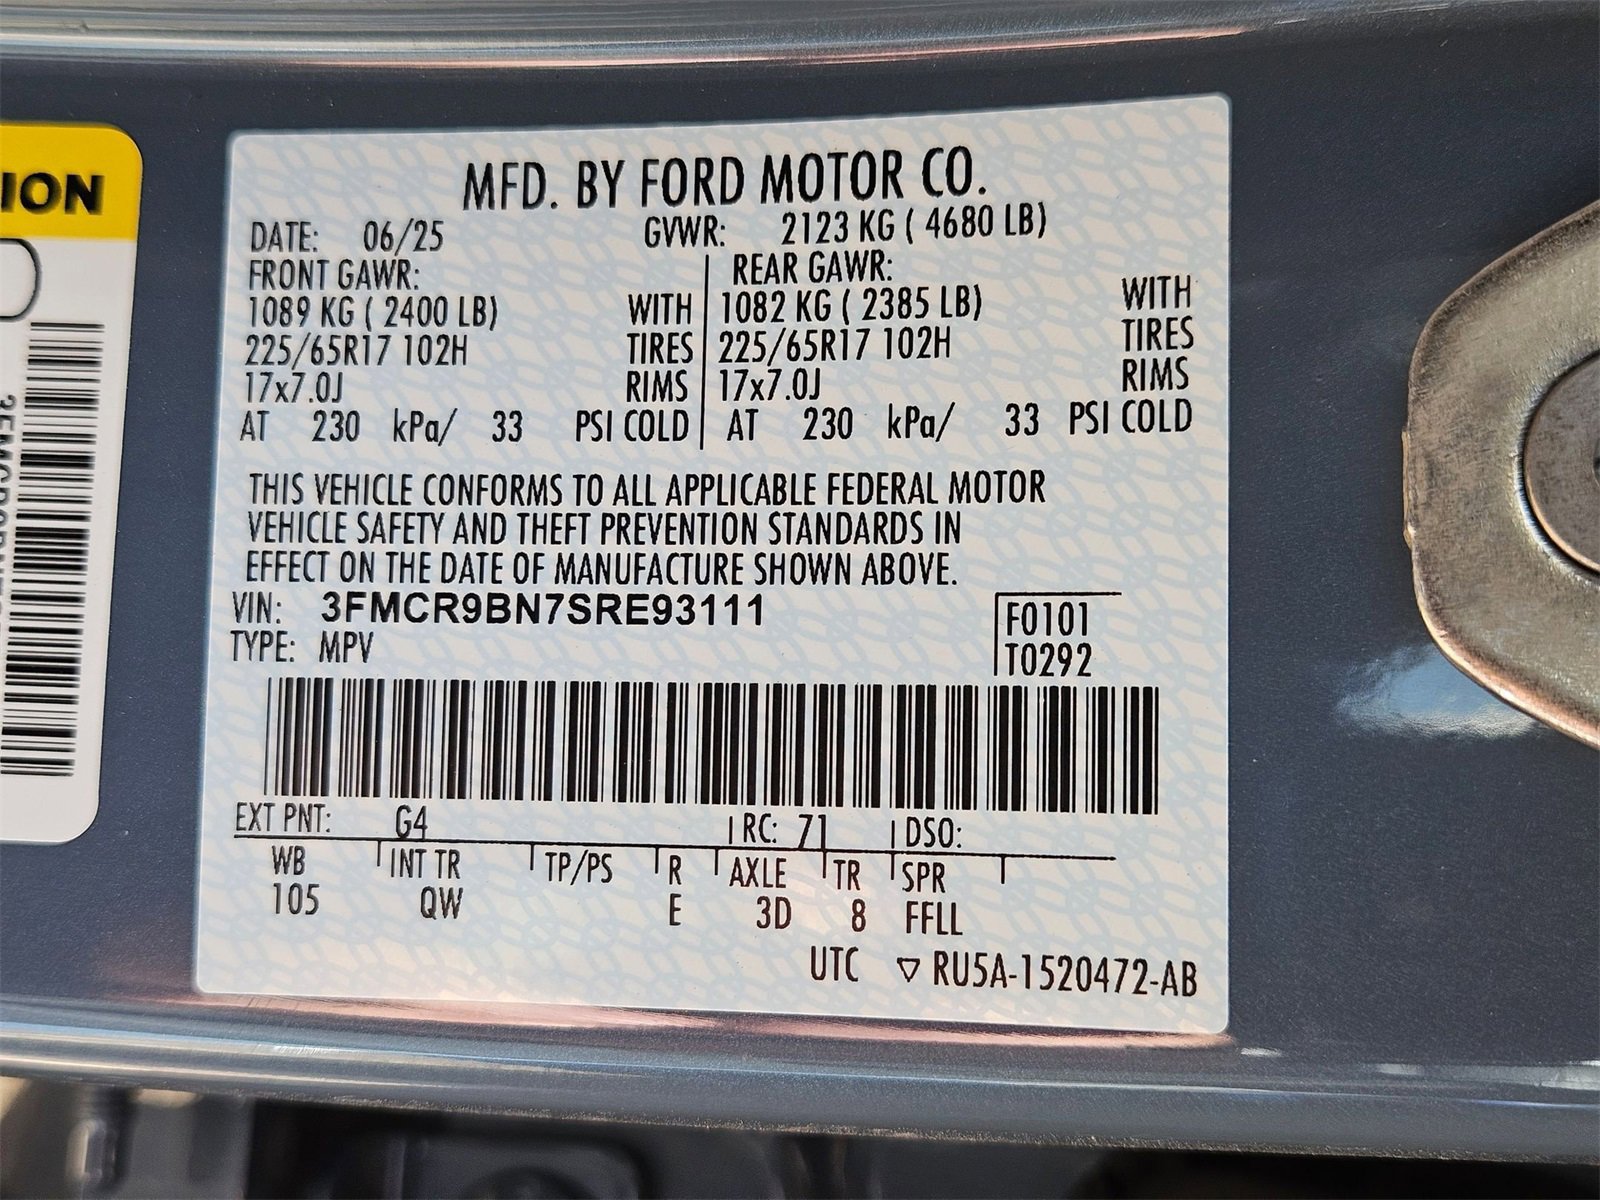 ION
MFD. BY FORD MOTOR CO.
DATE: 06/25 GVWR: 2123 KG ( 4680 LB)
FRONT GAWR: REAR GAWR:
1089 KG ( 2400 LB) WITH 1082 KG ( 2385 LB) WITH
225/65R17 102H TIRES 225/65R17 102H TIRES
17x7.0J RIMS 17x7.0J RIMS
AT 230 kPa/ 33 PSI COLD AT 230 kPa/ 33 PSI COLD
THIS VEHICLE CONFORMS TO ALL APPLICABLE FEDERAL MOTOR
VEHICLE SAFETY AND THEFT PREVENTION STANDARDS IN
EFFECT ON THE DATE OF MANUFACTURE SHOWN ABOVE.
VIN: 3FMCR9BN7SRE93111 F0101
TYPE: MPV T0292
EXT PNT: G4 RC: 71 DSO:
WB INT TR TP/PS R AXLE TR SPR
105 QW E 3D 8 FFLL
UTC ▽ RU5A-1520472-AB